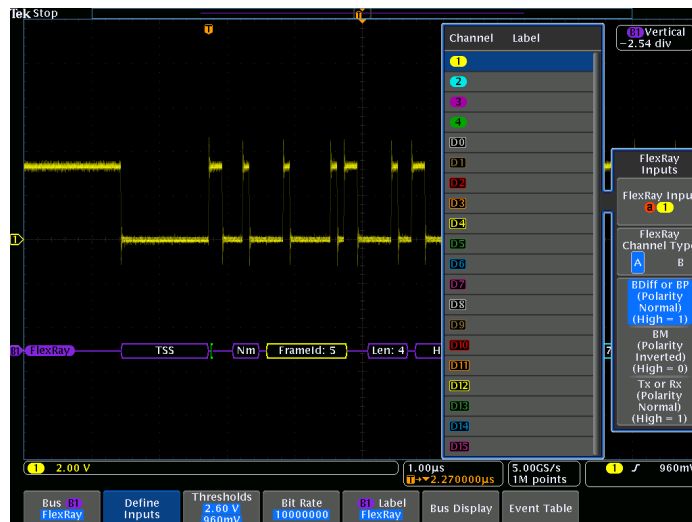 Tek Stop
T
T
Channel Label
1
2
3
4
D0
D1
D2
D3
D4
D5
D6
D7
D8
D9
D10
D11
D12
D13
D14
D15
B1 Vertical
-2.54 div
FlexRay
Inputs
FlexRay Input
a 1
FlexRay
Channel Type
A B
BDiff or BP
(Polarity
Normal)
(High = 1)
BM
(Polarity
Inverted)
(High = 0)
Tx or Rx
(Polarity
Normal)
(High = 1)
1
B1 FlexRay TSS Nm FrameId: 5 Len: 4 H 7
1 2.00 V
1.00µs
T→▼2.270000µs
5.00GS/s
1M points
1 960mV
Bus B1
FlexRay
Define
Inputs
Thresholds
2.60 V
960mV
Bit Rate
10000000
B1 Label
FlexRay
Bus Display
Event Table